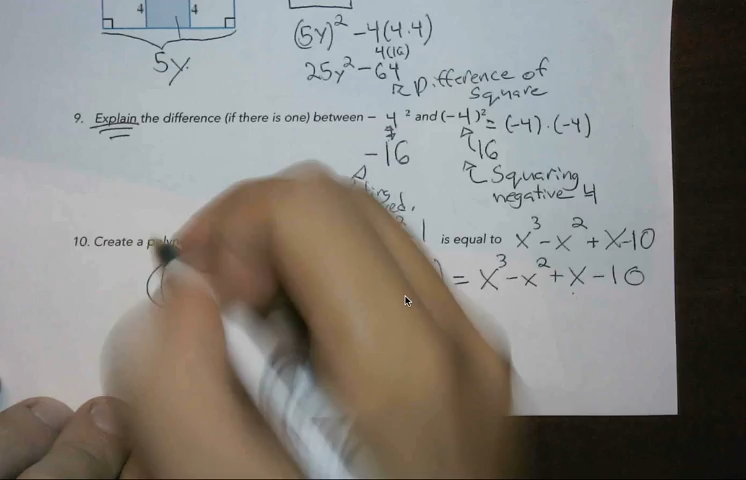 4 4
5y
(5y)² - 4(4·4)
4(16)
25y² - 64
Difference of
Square
9. Explain the difference (if there is one) between - 4² and (-4)² = (-4)·(-4)
-16
16
Squaring
negative 4
10. Create a is equal to x³ - x² + x - 10
= x³ - x² + x - 10